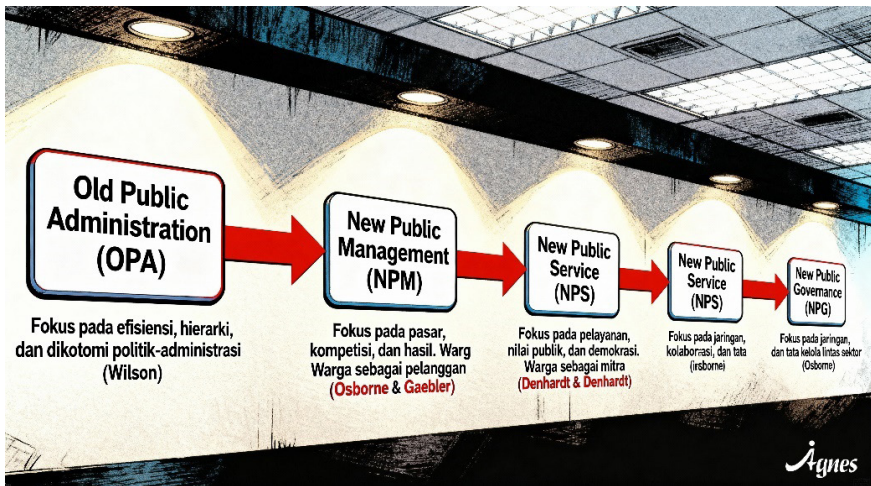 Old Public
Administration
(OPA)
Fokus pada efisiensi, hierarki,
dan dikotomi politik-administrasi
(Wilson)
New Public
Management
(NPM)
Fokus pada pasar,
kompetisi, dan hasil. Warg
Warga sebagai pelanggan
(Osborne & Gaebler)
New Public
Service
(NPS)
Fokus pada pelayanan,
nilai publik, dan demokrasi.
Warga sebagai mitra
(Denhardt & Denhardt)
New Public
Service
(NPS)
Fokus pada jaringan,
kolaborasi, dan tata
New Public
Governance
(NPG)
Fokus pada jaringan,
dan tata kelola lintas sektor
(Osborne)
Agnes